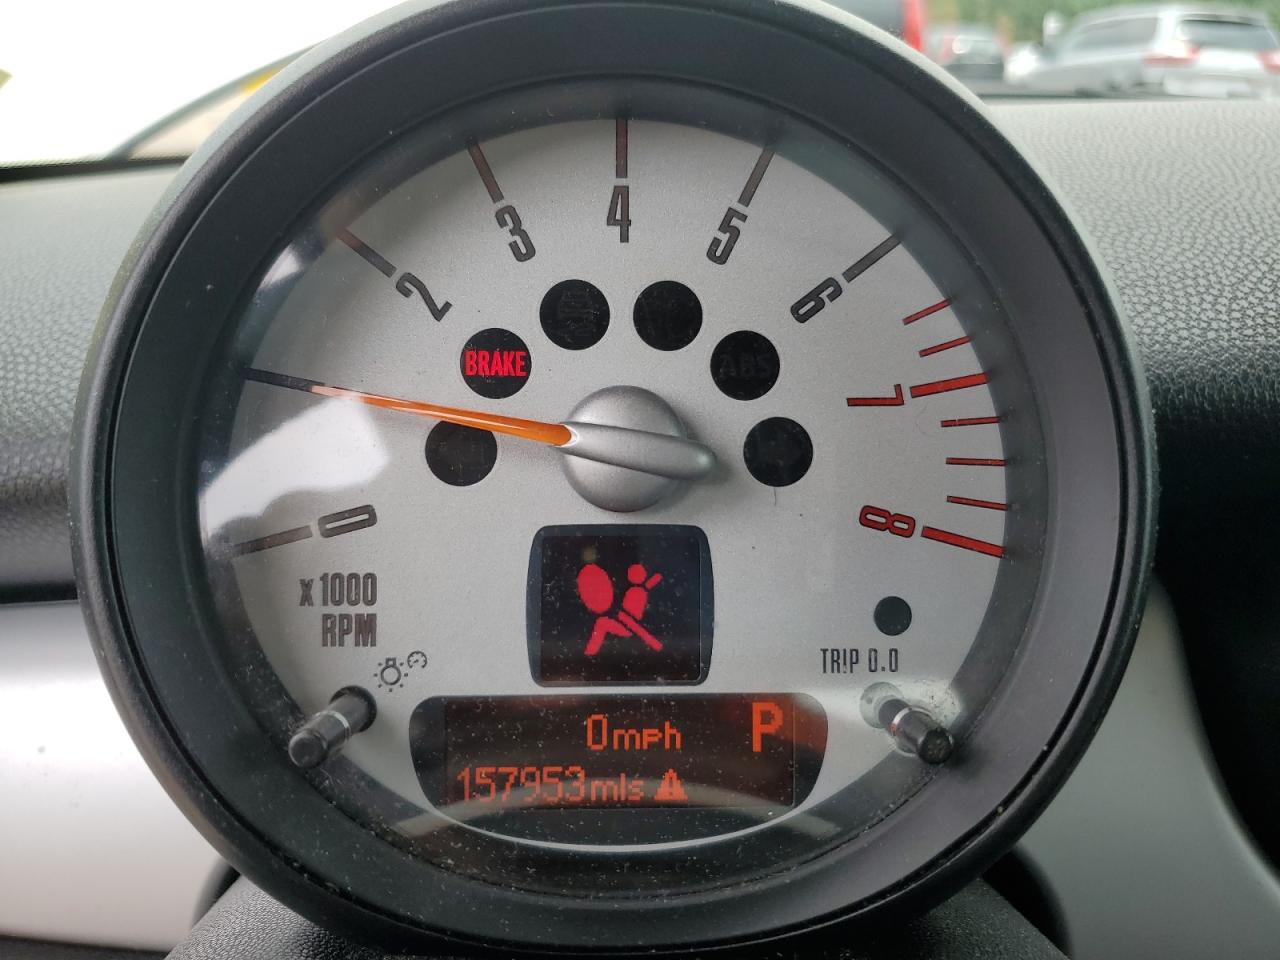 2
3
4
5
6
7
8
0
BRAKE
ABS
x1000
RPM
TRIP 0.0
0mph
P
157953mls